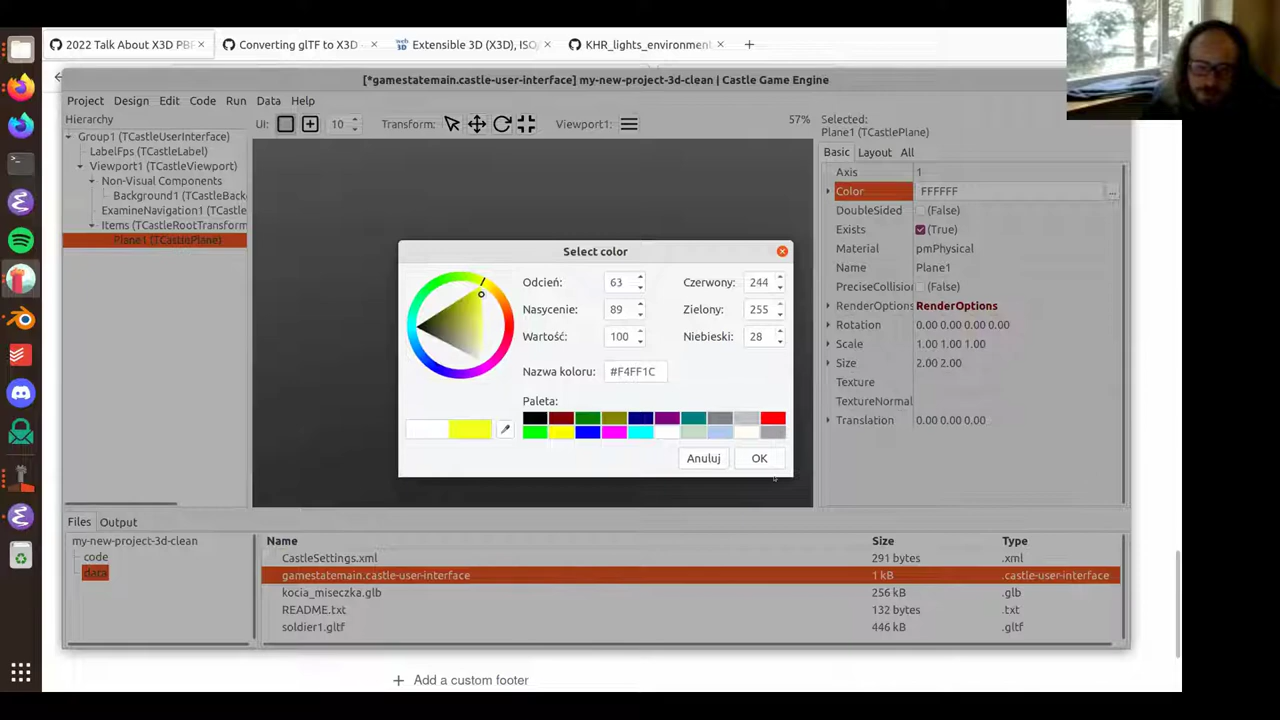 2022 Talk About X3D PBR
Converting glTF to X3D
web 3D
Extensible 3D (X3D), ISO/
KHR_lights_environment
[*gamestatemain.castle-user-interface] my-new-project-3d-clean | Castle Game Engine
Project Design Edit Code Run Data Help
Hierarchy
Group1 (TCastleUserInterface)
LabelFps (TCastleLabel)
Viewport1 (TCastleViewport)
Non-Visual Components
Background1 (TCastleBack
ExamineNavigation1 (TCastle
Items (TCastleRootTransform
Plane1 (TCastlePlane)
UI: 10 Transform: Viewport1: 57%
Selected:
Plane1 (TCastlePlane)
Basic Layout All
Axis 1
Color FFFFFF ...
DoubleSided (False)
Exists (True)
Material pmPhysical
Name Plane1
PreciseCollision (False)
RenderOptions RenderOptions
Rotation 0.00 0.00 0.00 0.00
Scale 1.00 1.00 1.00
Size 2.00 2.00
Texture
TextureNormal
Translation 0.00 0.00 0.00
Select color
Odcień: 63 Czerwony: 244
Nasycenie: 89 Zielony: 255
Wartość: 100 Niebieski: 28
Nazwa koloru: #F4FF1C
Paleta:
Anuluj OK
Files Output
my-new-project-3d-clean
code
data
Name Size Type
CastleSettings.xml 291 bytes .xml
gamestatemain.castle-user-interface 1 kB .castle-user-interface
kocia_miseczka.glb 256 kB .glb
README.txt 132 bytes .txt
soldier1.gltf 446 kB .gltf
Add a custom footer